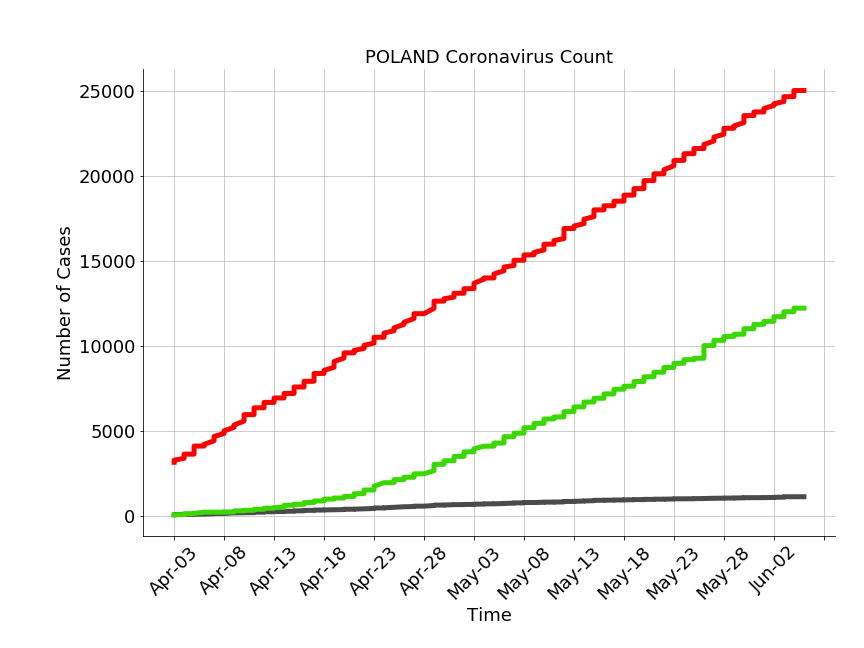 POLAND Coronavirus Count
25000
20000
15000
10000
5000
0
Number of Cases
Apr-03
Apr-08
Apr-13
Apr-18
Apr-23
Apr-28
May-03
May-08
May-13
May-18
May-23
May-28
Jun-02
Time